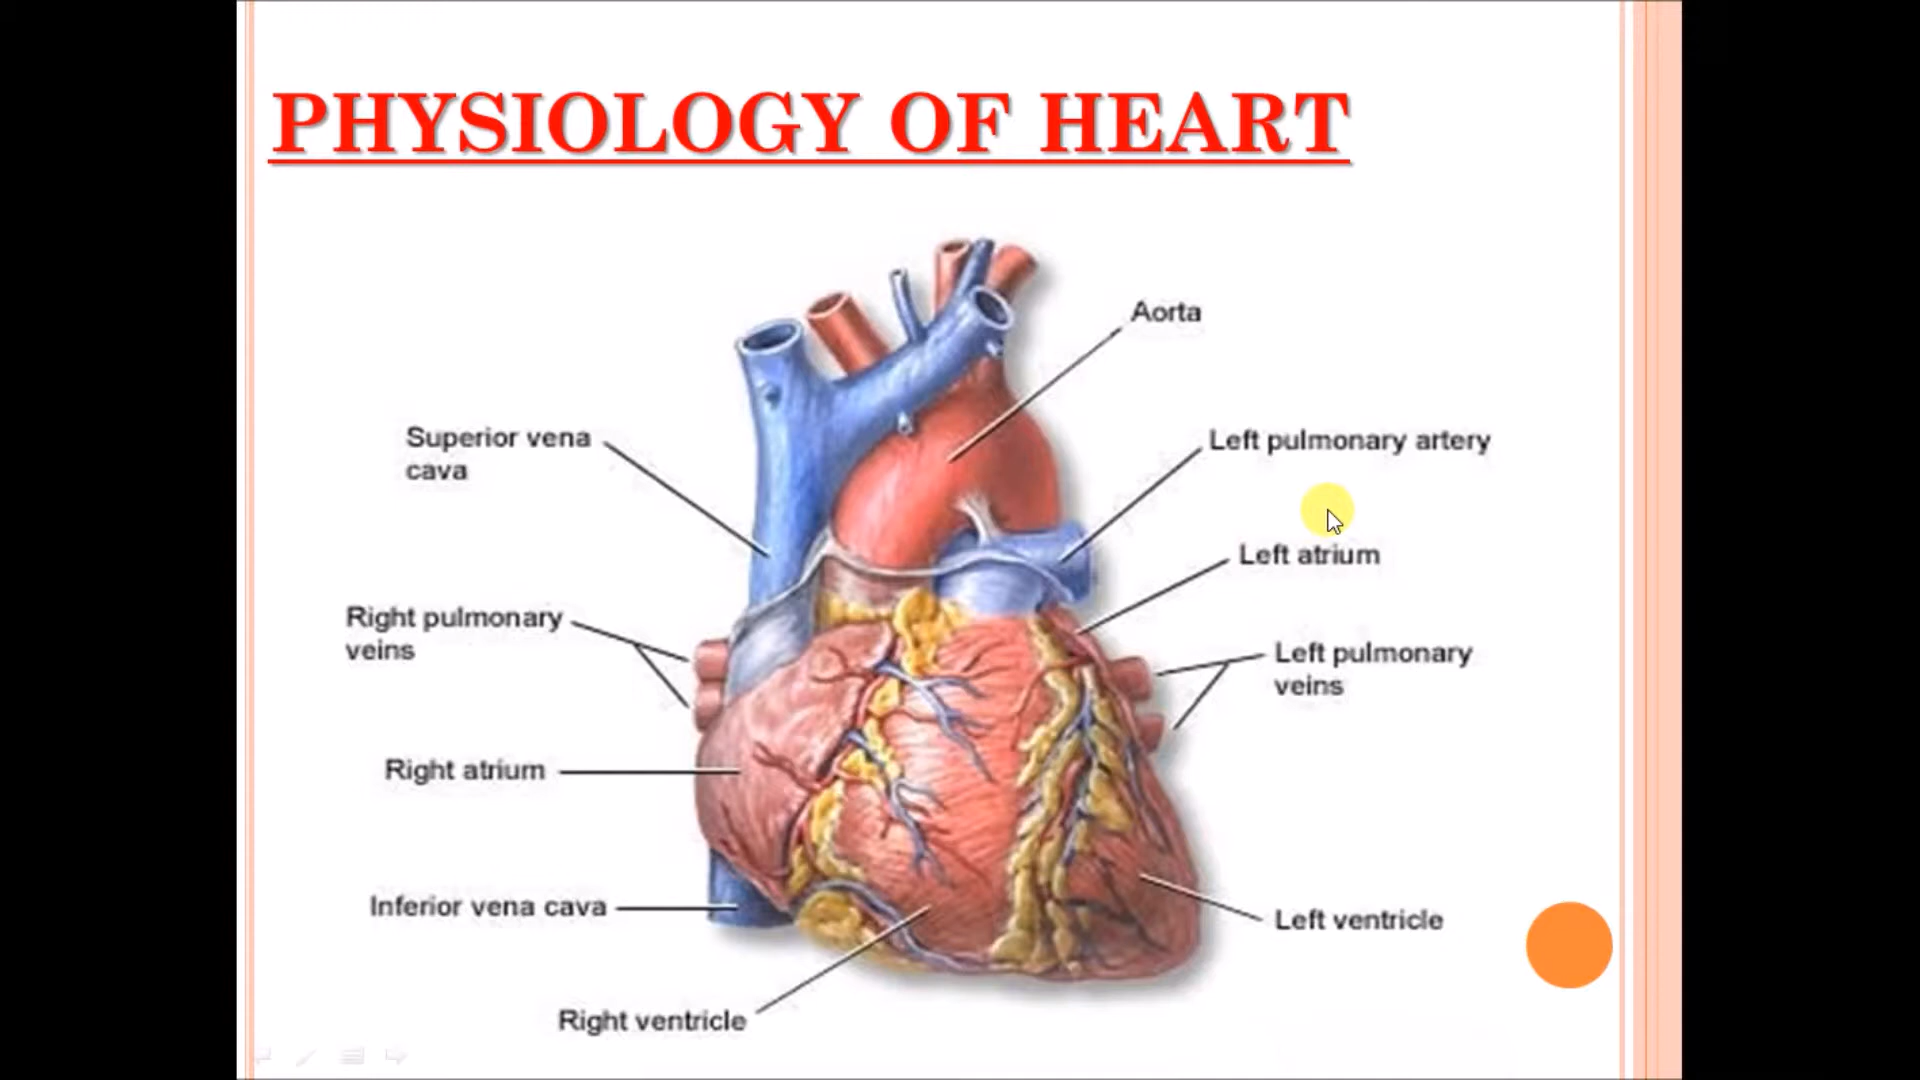 PHYSIOLOGY OF HEART
Aorta
Superior vena
cava
Left pulmonary artery
Left atrium
Right pulmonary
veins
Left pulmonary
veins
Right atrium
Inferior vena cava
Left ventricle
Right ventricle